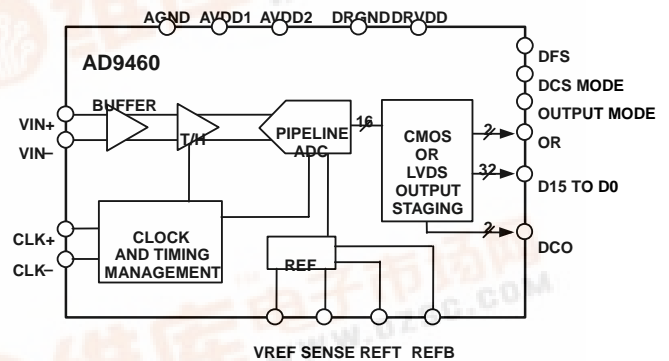 AGND AVDD1 AVDD2 DRGND DRVDD
AD9460
DFS
DCS MODE
OUTPUT MODE
BUFFER
VIN+
VIN–
T/H
PIPELINE
ADC
16
CMOS
OR
LVDS
OUTPUT
STAGING
2
OR
32
D15 TO D0
2
DCO
CLK+
CLK–
CLOCK
AND TIMING
MANAGEMENT
REF
VREF SENSE REFT REFB